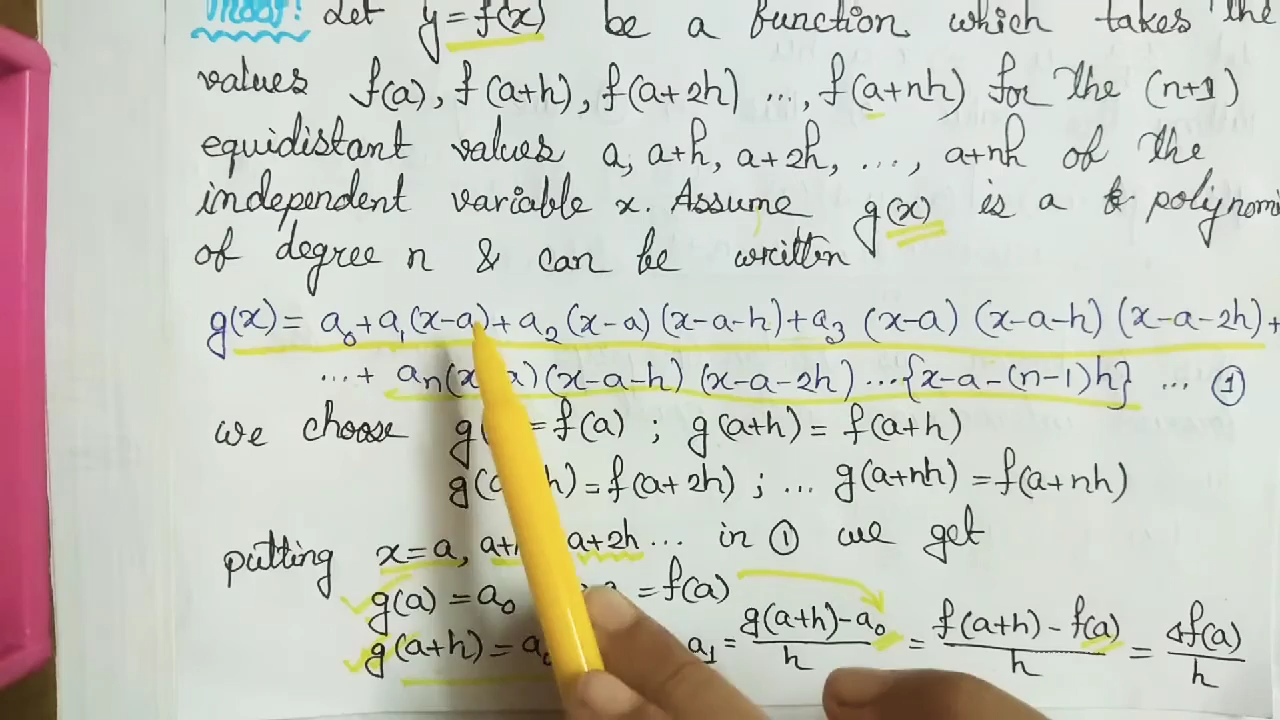 Proof: Let y = f(x) be a function which takes the
values f(a), f(a+h), f(a+2h) ..., f(a+nh) for the (n+1)
equidistant values a, a+h, a+2h, ..., a+nh of the
independent variable x. Assume g(x) is a polynomi
of degree n & can be written
g(x) = a₀ + a₁(x-a) + a₂(x-a)(x-a-h) + a₃(x-a)(x-a-h)(x-a-2h) +
... + aₙ(x a)(x-a-h)(x-a-2h) ... {x-a-(n-1)h} ... ①
we choose g( = f(a) ; g(a+h) = f(a+h)
g(a h) = f(a+2h) ; ... g(a+nh) = f(a+nh)
putting x=a, a+ a+2h ... in ① we get
g(a) = a₀ = f(a)
g(a+h) = a₀ a₁ = g(a+h)-a₀/h = f(a+h)-f(a)/h = Δf(a)/h